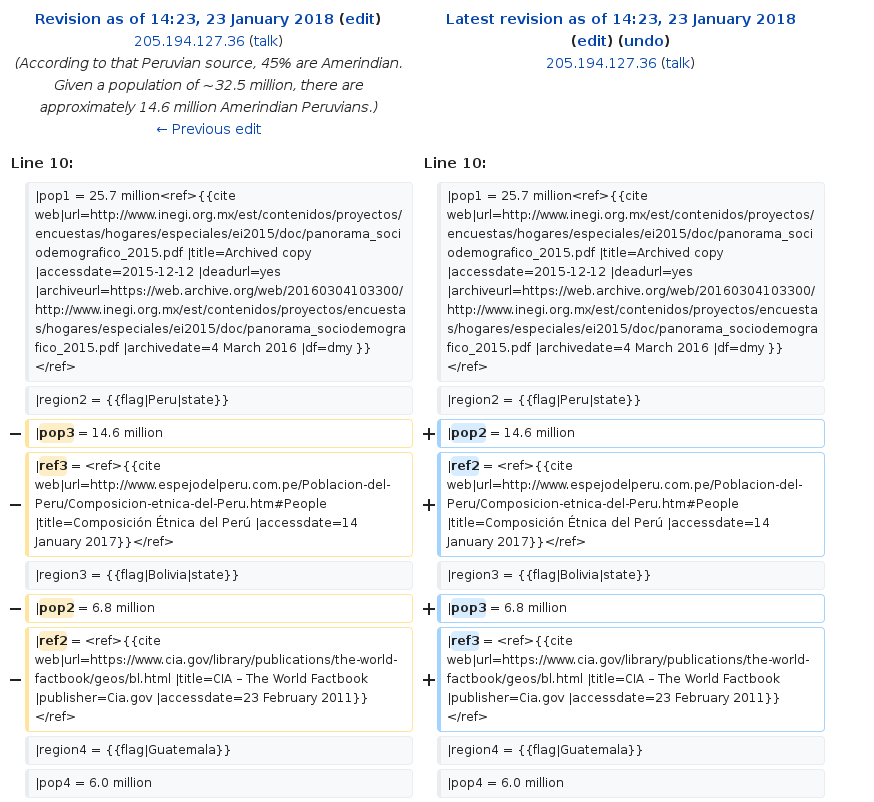 Revision as of 14:23, 23 January 2018 (edit)
205.194.127.36 (talk)
(According to that Peruvian source, 45% are Amerindian.
Given a population of ~32.5 million, there are
approximately 14.6 million Amerindian Peruvians.)
← Previous edit
Latest revision as of 14:23, 23 January 2018
(edit) (undo)
205.194.127.36 (talk)
Line 10:
Line 10:
|pop1 = 25.7 million<ref>{{cite
web|url=http://www.inegi.org.mx/est/contenidos/proyectos/
encuestas/hogares/especiales/ei2015/doc/panorama_soci
odemografico_2015.pdf |title=Archived copy
|accessdate=2015-12-12 |deadurl=yes
|archiveurl=https://web.archive.org/web/20160304103300/
http://www.inegi.org.mx/est/contenidos/proyectos/encuesta
s/hogares/especiales/ei2015/doc/panorama_sociodemogra
fico_2015.pdf |archivedate=4 March 2016 |df=dmy }}
</ref>
|pop1 = 25.7 million<ref>{{cite
web|url=http://www.inegi.org.mx/est/contenidos/proyectos/
encuestas/hogares/especiales/ei2015/doc/panorama_soci
odemografico_2015.pdf |title=Archived copy
|accessdate=2015-12-12 |deadurl=yes
|archiveurl=https://web.archive.org/web/20160304103300/
http://www.inegi.org.mx/est/contenidos/proyectos/encuesta
s/hogares/especiales/ei2015/doc/panorama_sociodemogra
fico_2015.pdf |archivedate=4 March 2016 |df=dmy }}
</ref>
|region2 = {{flag|Peru|state}}
|region2 = {{flag|Peru|state}}
− |pop3 = 14.6 million
+ |pop2 = 14.6 million
|ref3 = <ref>{{cite
web|url=http://www.espejodelperu.com.pe/Poblacion-del-
− Peru/Composicion-etnica-del-Peru.htm#People
|title=Composición Étnica del Perú |accessdate=14
January 2017}}</ref>
|ref2 = <ref>{{cite
web|url=http://www.espejodelperu.com.pe/Poblacion-del-
+ Peru/Composicion-etnica-del-Peru.htm#People
|title=Composición Étnica del Perú |accessdate=14
January 2017}}</ref>
|region3 = {{flag|Bolivia|state}}
|region3 = {{flag|Bolivia|state}}
− |pop2 = 6.8 million
+ |pop3 = 6.8 million
|ref2 = <ref>{{cite
web|url=https://www.cia.gov/library/publications/the-world-
− factbook/geos/bl.html |title=CIA – The World Factbook
|publisher=Cia.gov |accessdate=23 February 2011}}
</ref>
|ref3 = <ref>{{cite
web|url=https://www.cia.gov/library/publications/the-world-
+ factbook/geos/bl.html |title=CIA – The World Factbook
|publisher=Cia.gov |accessdate=23 February 2011}}
</ref>
|region4 = {{flag|Guatemala}}
|region4 = {{flag|Guatemala}}
|pop4 = 6.0 million
|pop4 = 6.0 million